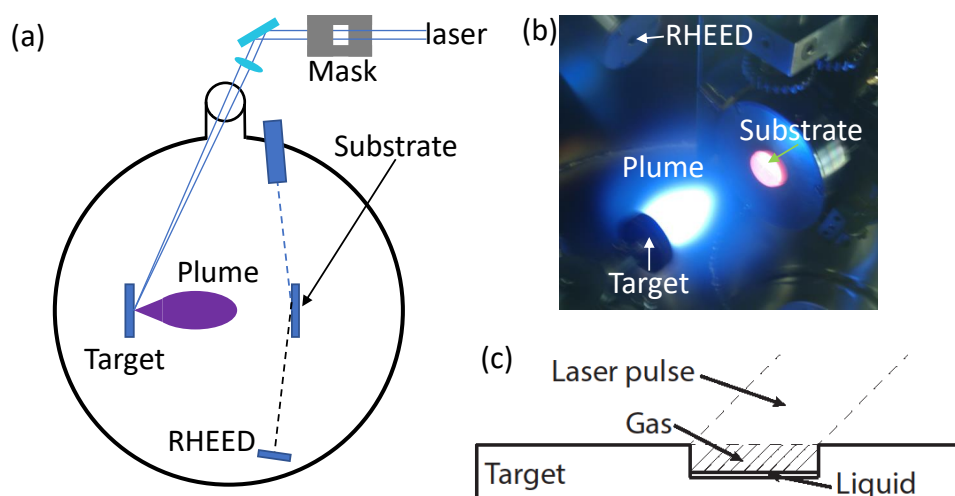 (a)
laser
Mask
Substrate
Plume
Target
RHEED
(b)
RHEED
Substrate
Plume
Target
(c)
Laser pulse
Gas
Target
Liquid